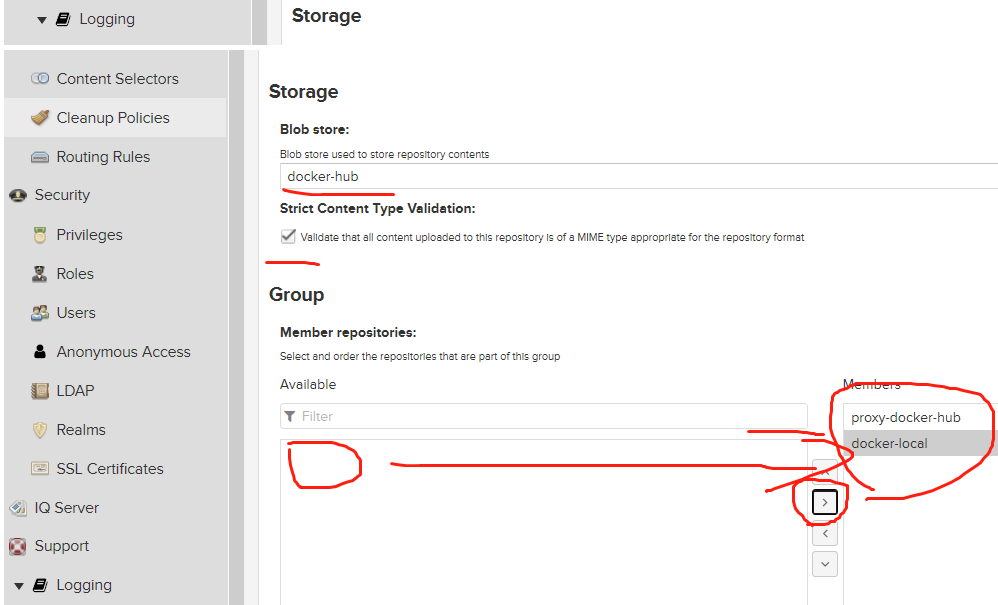 Logging
Storage
Content Selectors
Cleanup Policies
Routing Rules
Security
Privileges
Roles
Users
Anonymous Access
LDAP
Realms
SSL Certificates
IQ Server
Support
Logging
Storage
Blob store:
Blob store used to store repository contents
docker-hub
Strict Content Type Validation:
Validate that all content uploaded to this repository is of a MIME type appropriate for the repository format
Group
Member repositories:
Select and order the repositories that are part of this group
Available
Filter
Members
proxy-docker-hub
docker-local